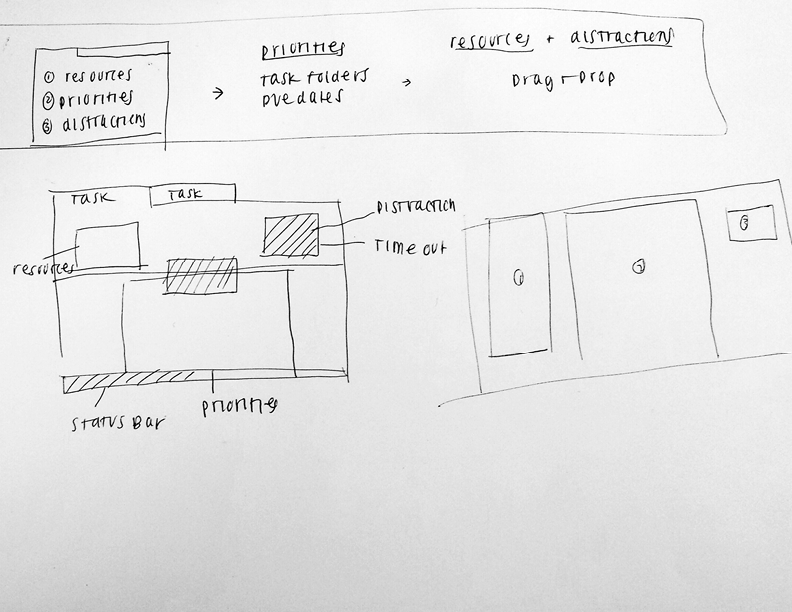 ① resources
② priorities
③ distractions
→
priorities
Task folders
Due dates
→
resources + distractions
Drag + Drop
Task
Task
Distraction
Time out
resources
Status Bar
priorities
①
②
③